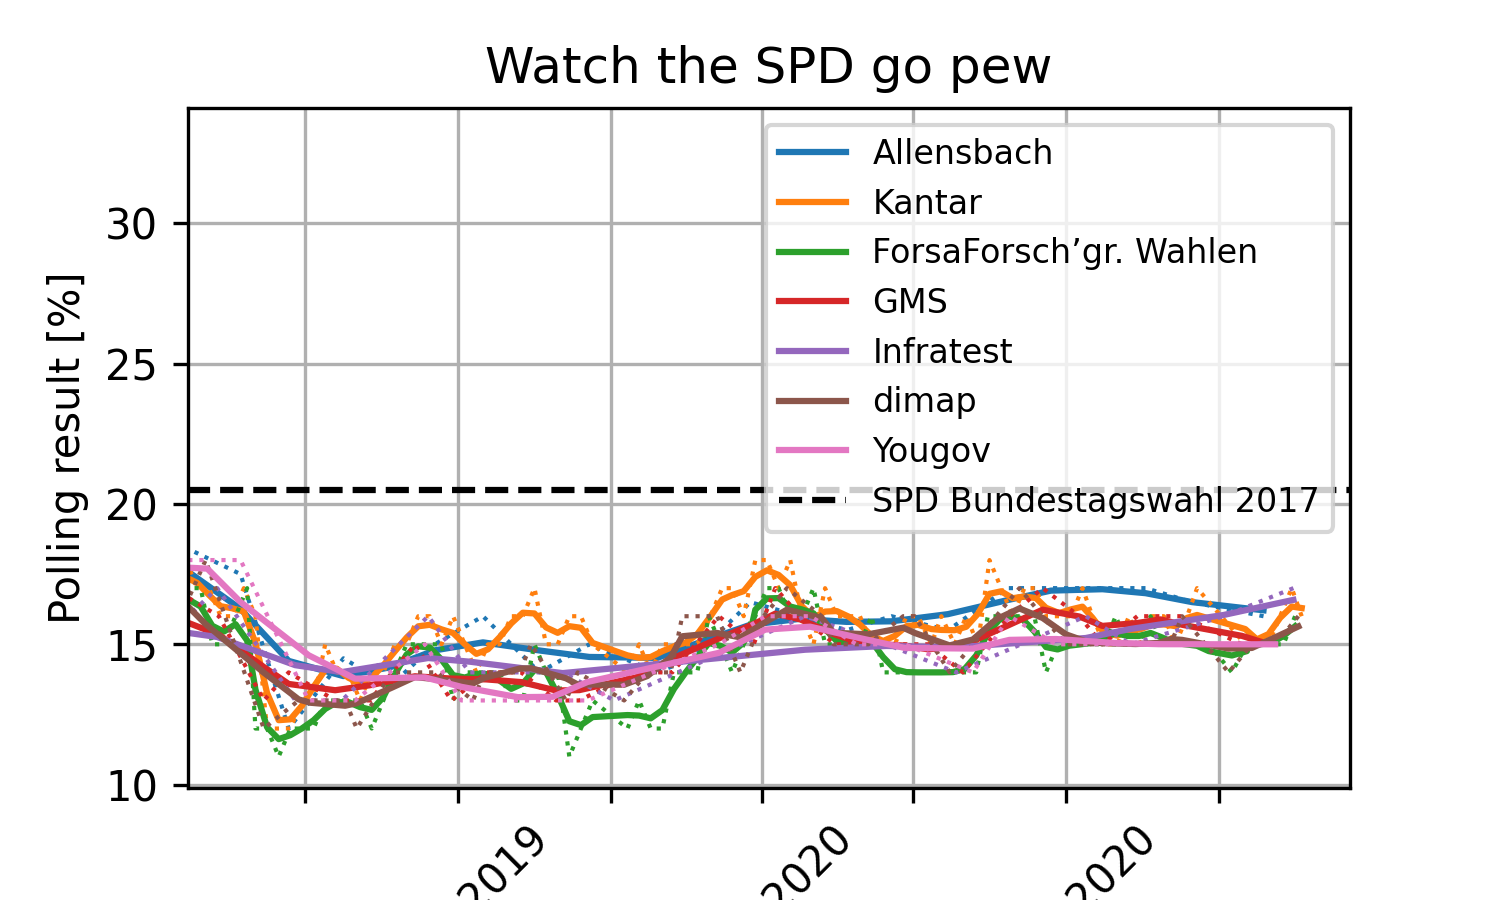 Watch the SPD go pew
Polling result [%]
30
25
20
15
10
Allensbach
Kantar
ForsaForsch’gr. Wahlen
GMS
Infratest
dimap
Yougov
SPD Bundestagswahl 2017
2019
2020
2020